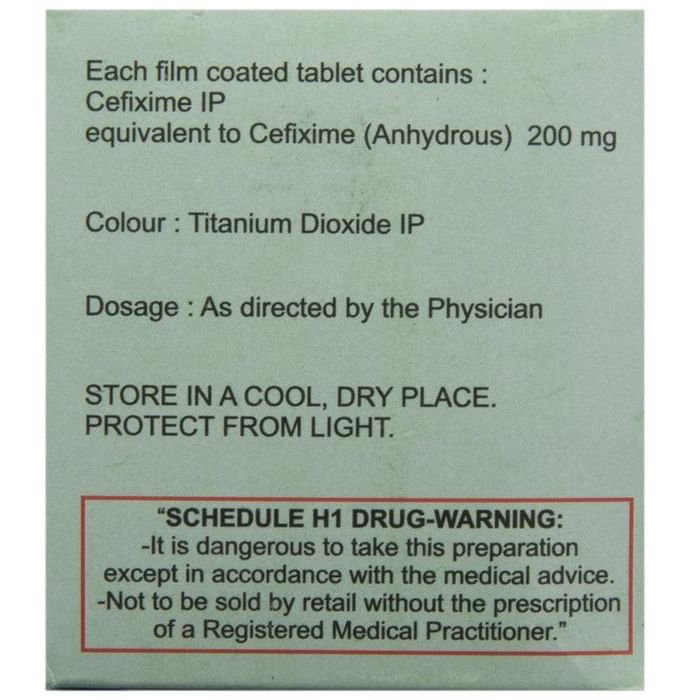 Each film coated tablet contains :
Cefixime IP
equivalent to Cefixime (Anhydrous) 200 mg
Colour : Titanium Dioxide IP
Dosage : As directed by the Physician
STORE IN A COOL, DRY PLACE.
PROTECT FROM LIGHT.
“SCHEDULE H1 DRUG-WARNING:
-It is dangerous to take this preparation
except in accordance with the medical advice.
-Not to be sold by retail without the prescription
of a Registered Medical Practitioner.”